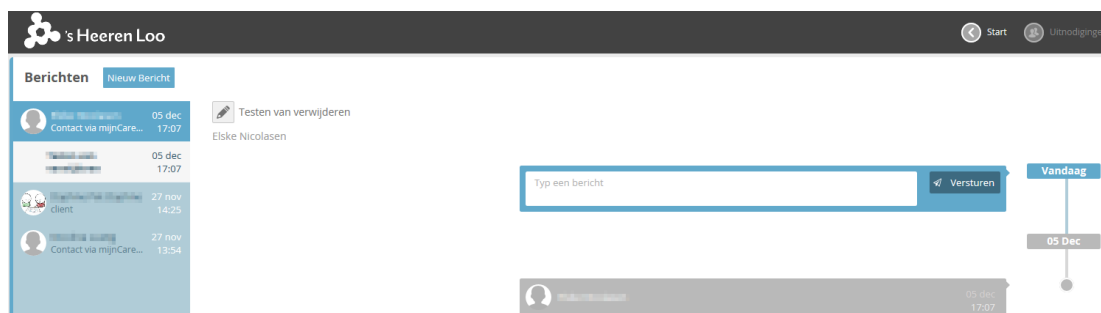 's Heeren Loo
Start
Uitnodiginge
Berichten
Nieuw Bericht
05 dec
Contact via mijnCare...
17:07
05 dec
17:07
27 nov
client
14:25
27 nov
Contact via mijnCare...
13:54
Testen van verwijderen
Elske Nicolasen
Typ een bericht
Versturen
Vandaag
05 Dec
05 dec
17:07